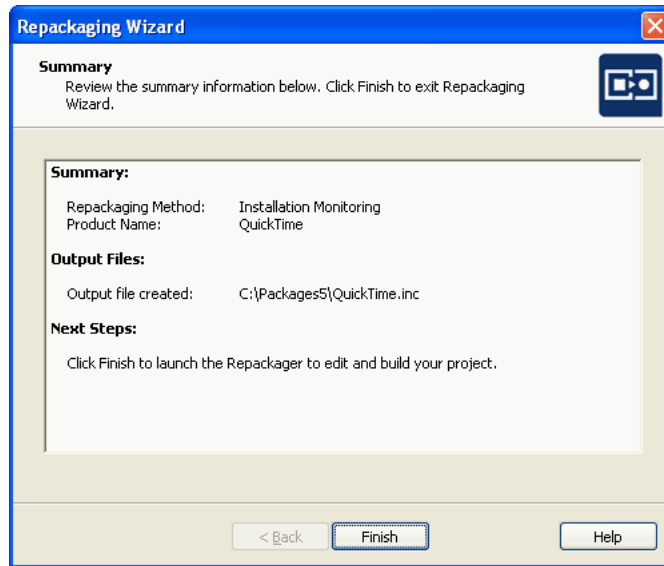 Repackaging Wizard
Summary
Review the summary information below. Click Finish to exit Repackaging
Wizard.
Summary:
Repackaging Method: Installation Monitoring
Product Name: QuickTime
Output Files:
Output file created: C:\Packages5\QuickTime.inc
Next Steps:
Click Finish to launch the Repackager to edit and build your project.
< Back Finish Help